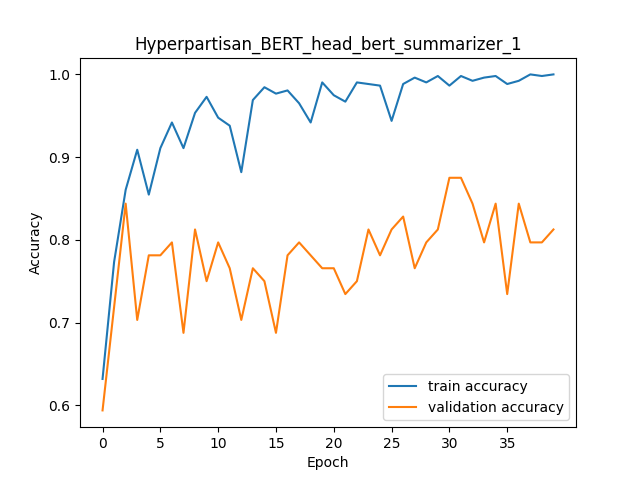 Hyperpartisan_BERT_head_bert_summarizer_1
1.0
0.9
0.8
0.7
0.6
Accuracy
0 5 10 15 20 25 30 35
Epoch
train accuracy
validation accuracy